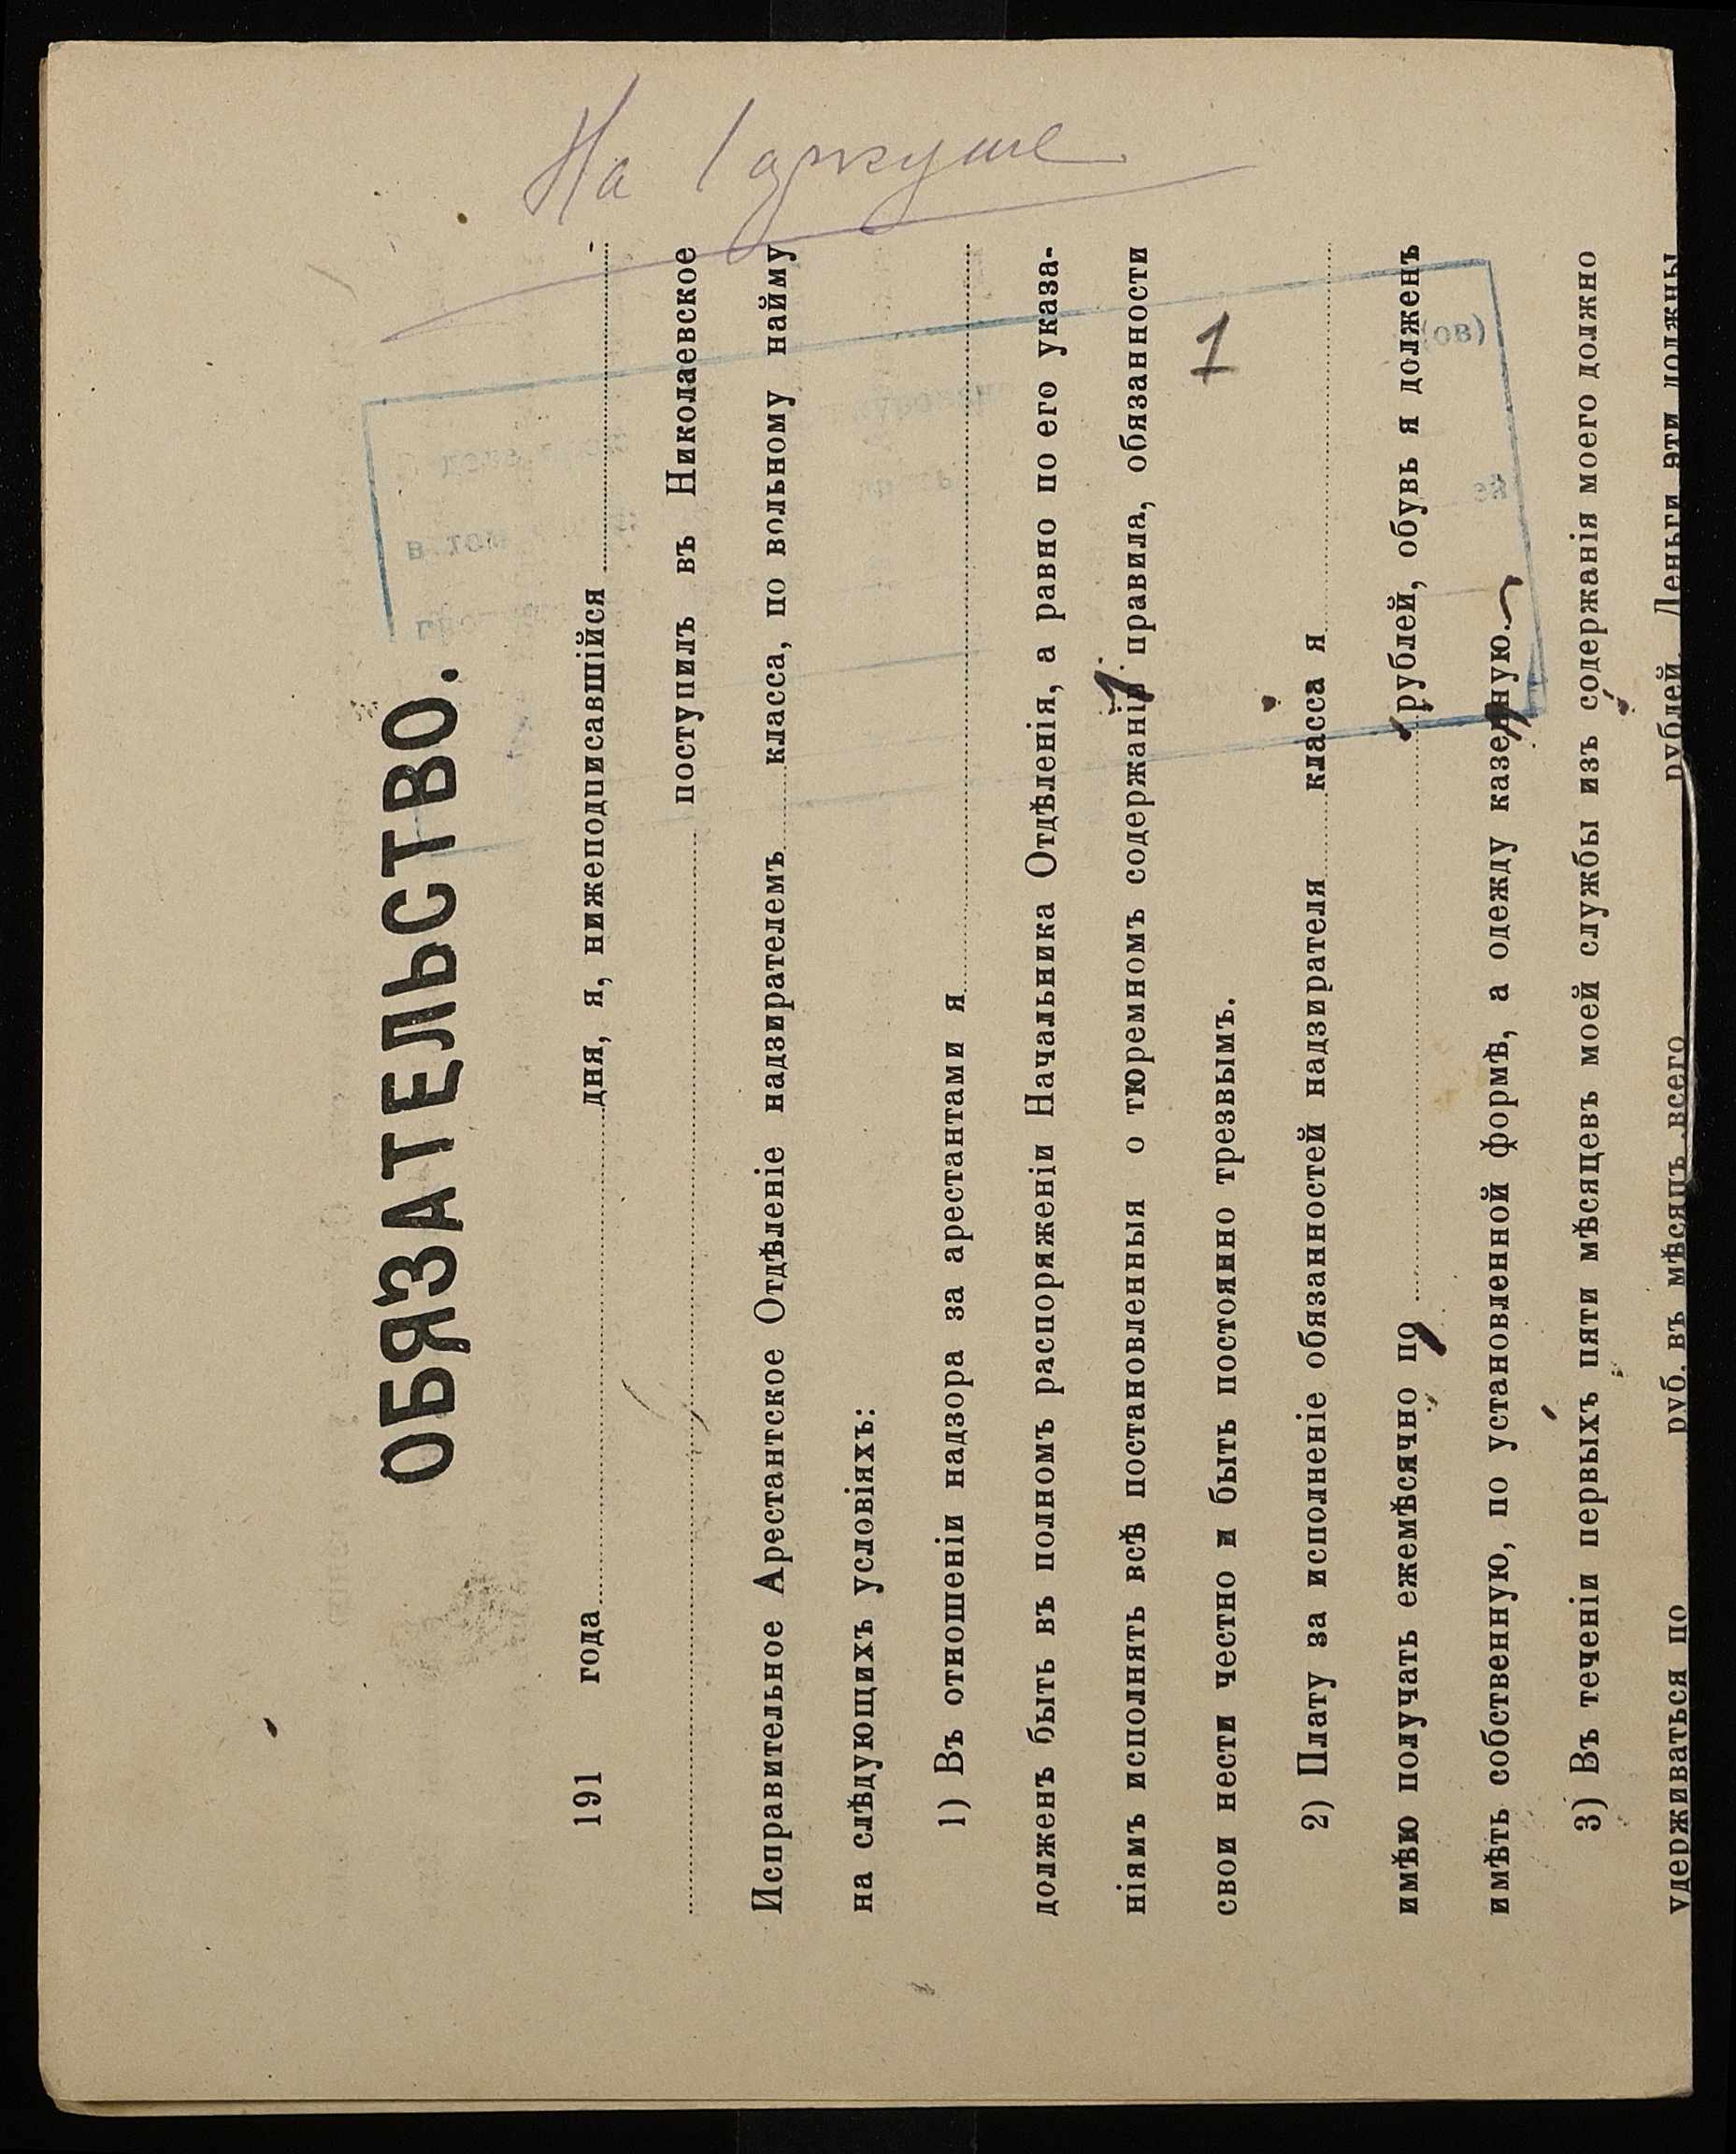 На 1 аркуше
ОБЯЗАТЕЛЬСТВО.
191 года дня, я, нижеподписавшійся
поступилъ въ Николаевское
Исправительное Арестантское Отдѣленіе надзирателемъ класса, по вольному найму
на слѣдующихъ условіяхъ:
1) Въ отношеніи надзора за арестантами я
долженъ быть въ полномъ распоряженіи Начальника Отдѣленія, а равно по его указа-
ніямъ исполнять всѣ постановленныя о тюремномъ содержаніи правила, обязанности
свои нести честно и быть постоянно трезвымъ.
1
2) Плату за исполненіе обязанностей надзирателя класса я
имѣю получать ежемѣсячно по рублей, обувь я долженъ
имѣть собственную, по установленной формѣ, а одежду казенную.
3) Въ теченіи первыхъ пяти мѣсяцевъ моей службы изъ содержанія моего должно
удерживаться по руб. въ мѣсяцъ всего рублей. Деньги эти должны